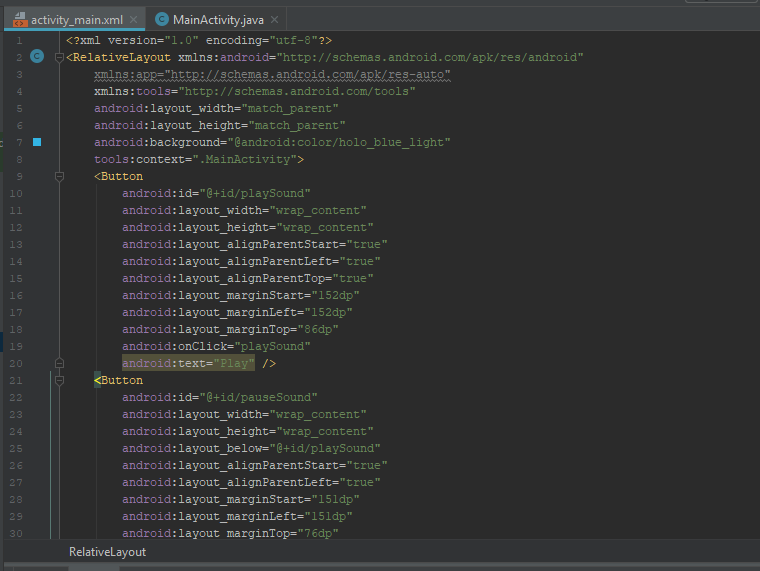 activity_main.xml
MainActivity.java
1 <?xml version="1.0" encoding="utf-8"?>
2 <RelativeLayout xmlns:android="http://schemas.android.com/apk/res/android"
3 xmlns:app="http://schemas.android.com/apk/res-auto"
4 xmlns:tools="http://schemas.android.com/tools"
5 android:layout_width="match_parent"
6 android:layout_height="match_parent"
7 android:background="@android:color/holo_blue_light"
8 tools:context=".MainActivity">
9 <Button
10 android:id="@+id/playSound"
11 android:layout_width="wrap_content"
12 android:layout_height="wrap_content"
13 android:layout_alignParentStart="true"
14 android:layout_alignParentLeft="true"
15 android:layout_alignParentTop="true"
16 android:layout_marginStart="152dp"
17 android:layout_marginLeft="152dp"
18 android:layout_marginTop="86dp"
19 android:onClick="playSound"
20 android:text="Play" />
21 <Button
22 android:id="@+id/pauseSound"
23 android:layout_width="wrap_content"
24 android:layout_height="wrap_content"
25 android:layout_below="@+id/playSound"
26 android:layout_alignParentStart="true"
27 android:layout_alignParentLeft="true"
28 android:layout_marginStart="151dp"
29 android:layout_marginLeft="151dp"
30 android:layout_marginTop="76dp"
RelativeLayout